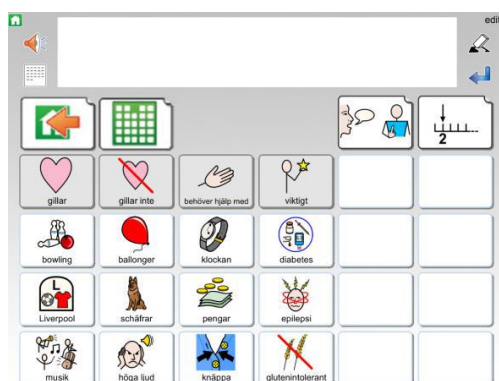 edit
2
gillar
gillar inte
behöver hjälp med
viktigt
bowling
ballonger
klockan
diabetes
L
Liverpool
schäfrar
pengar
epilepsi
musik
höga ljud
knäppa
glutenintolerant